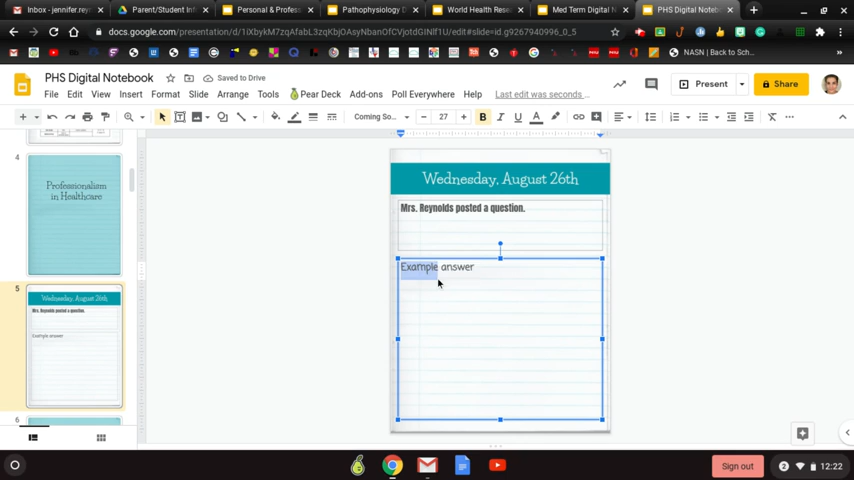 Inbox - jennifer.rey
Parent/Student Inf
Personal & Profess
Pathophysiology D
World Health Rese
Med Term Digital N
PHS Digital Notebo
docs.google.com/presentation/d/1iXbykM7zqAfabL3zqKbjOAsyNbanOfCVjotdGINlf1U/edit#slide=id.g9267940996_0_5
NASN | Back to Sch...
PHS Digital Notebook
Saved to Drive
Present
Share
File Edit View Insert Format Slide Arrange Tools Pear Deck Add-ons Poll Everywhere Help Last edit was seconds ...
Coming So...
27
B I U A
4
Professionalism
in Healthcare
5
Wednesday, August 26th
Mrs. Reynolds posted a question.
Example answer
6
Wednesday, August 26th
Mrs. Reynolds posted a question.
Example answer
Sign out
2
12:22